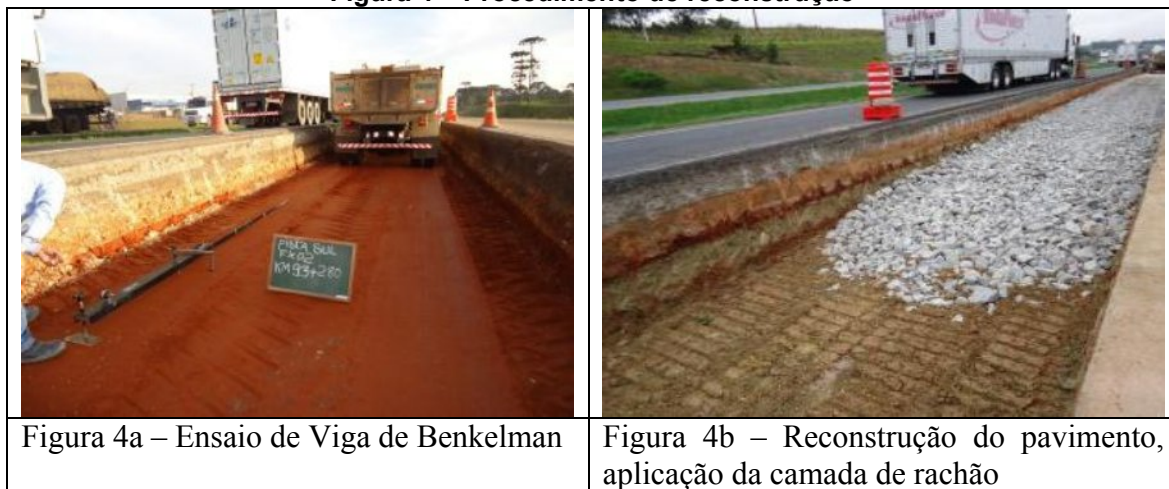 PISTA SUL
KM 93+280
Figura 4a – Ensaio de Viga de Benkelman
Figura 4b – Reconstrução do pavimento,
aplicação da camada de rachão